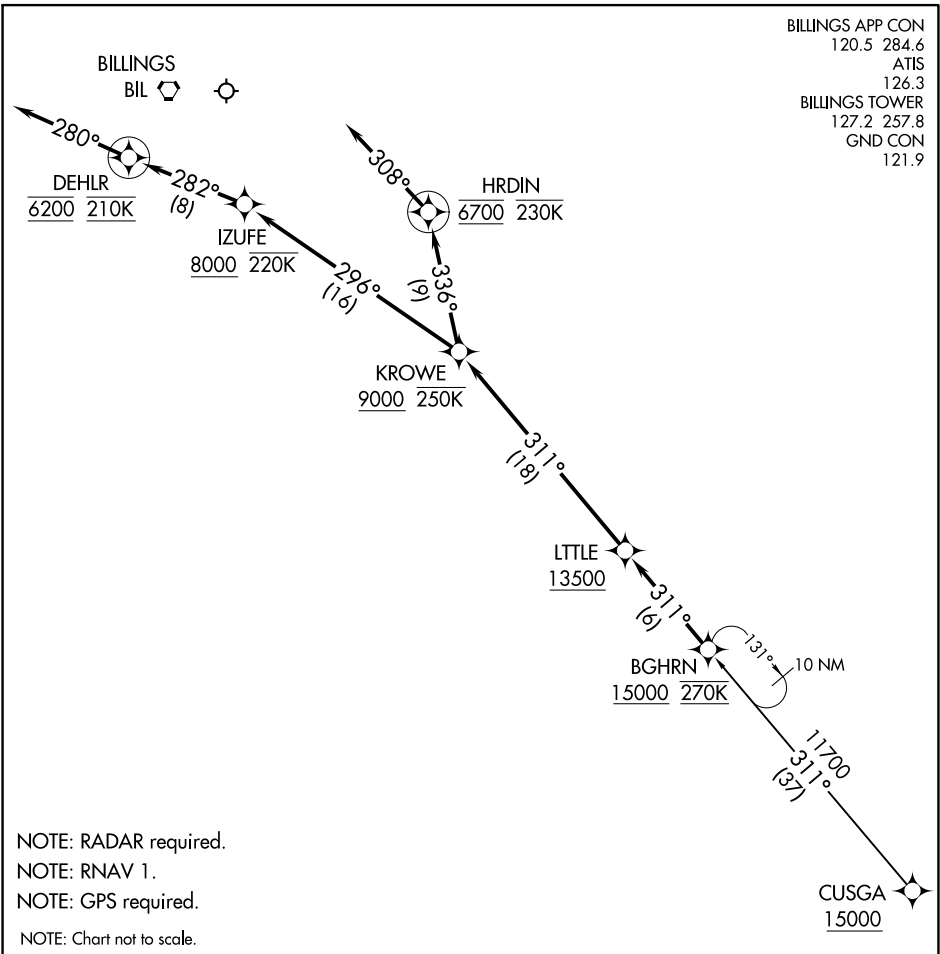 BILLINGS APP CON
120.5 284.6
ATIS
126.3
BILLINGS TOWER
127.2 257.8
GND CON
121.9
BILLINGS
BIL
280°
DEHLR
6200 210K
282°
(8)
IZUFE
8000 220K
308°
HRDIN
6700 230K
336°
(9)
296°
(16)
KROWE
9000 250K
311°
(18)
LTTLE
13500
311°
(6)
BGHRN
15000 270K
131°
10 NM
11700
311°
(37)
CUSGA
15000
NOTE: RADAR required.
NOTE: RNAV 1.
NOTE: GPS required.
NOTE: Chart not to scale.